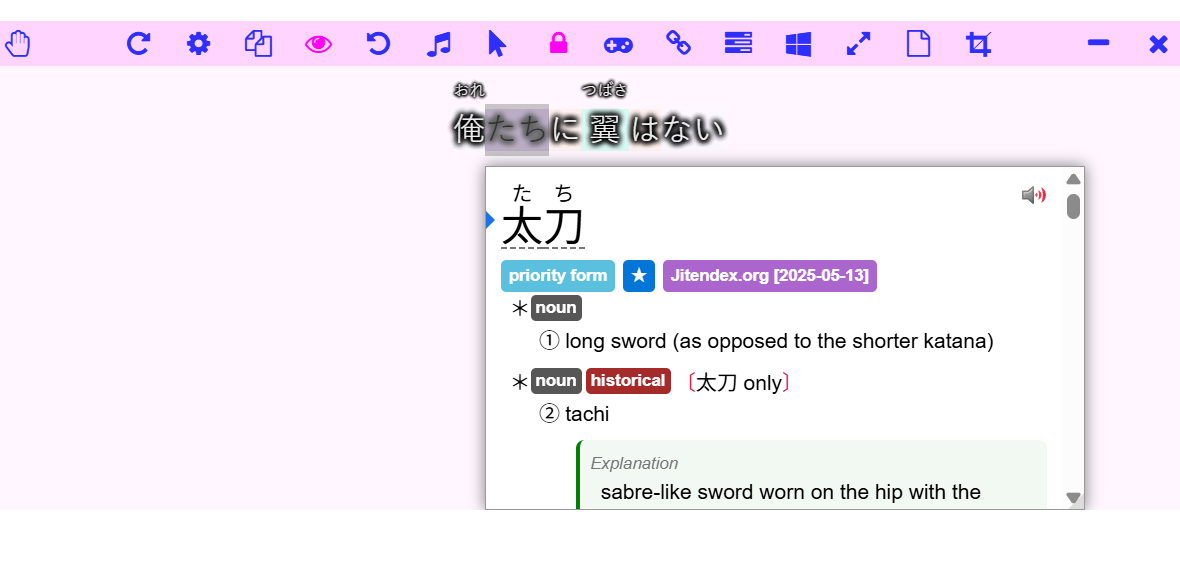 おれ つばさ
俺たちに 翼 はない
たち
太刀
priority form ★ Jitendex.org [2025-05-13]
＊ noun
① long sword (as opposed to the shorter katana)
＊ noun historical 〔太刀 only〕
② tachi
Explanation
sabre-like sword worn on the hip with the